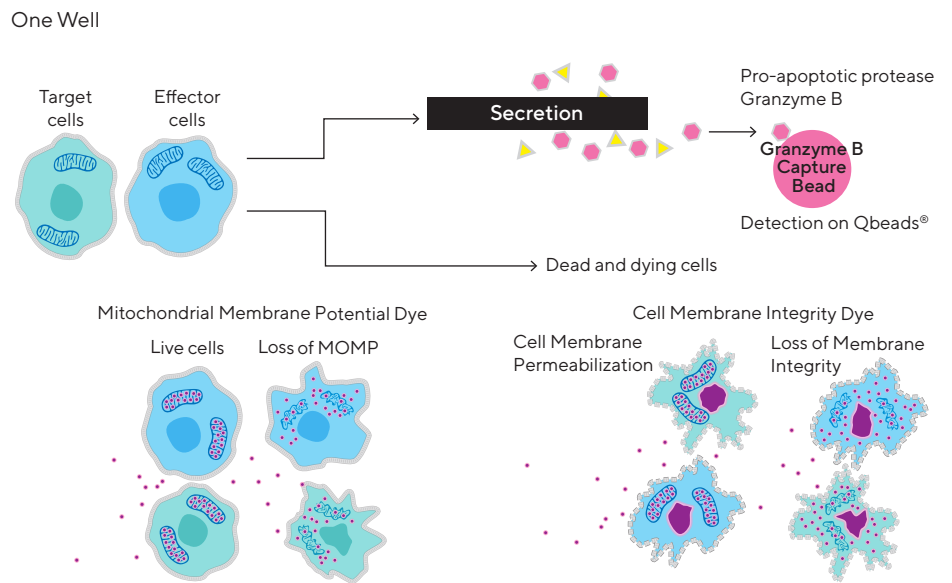 One Well
Target
cells
Effector
cells
Secretion
Pro-apoptotic protease
Granzyme B
Granzyme B
Capture
Bead
Detection on Qbeads®
Dead and dying cells
Mitochondrial Membrane Potential Dye
Live cells
Loss of MOMP
Cell Membrane Integrity Dye
Cell Membrane
Permeabilization
Loss of Membrane
Integrity